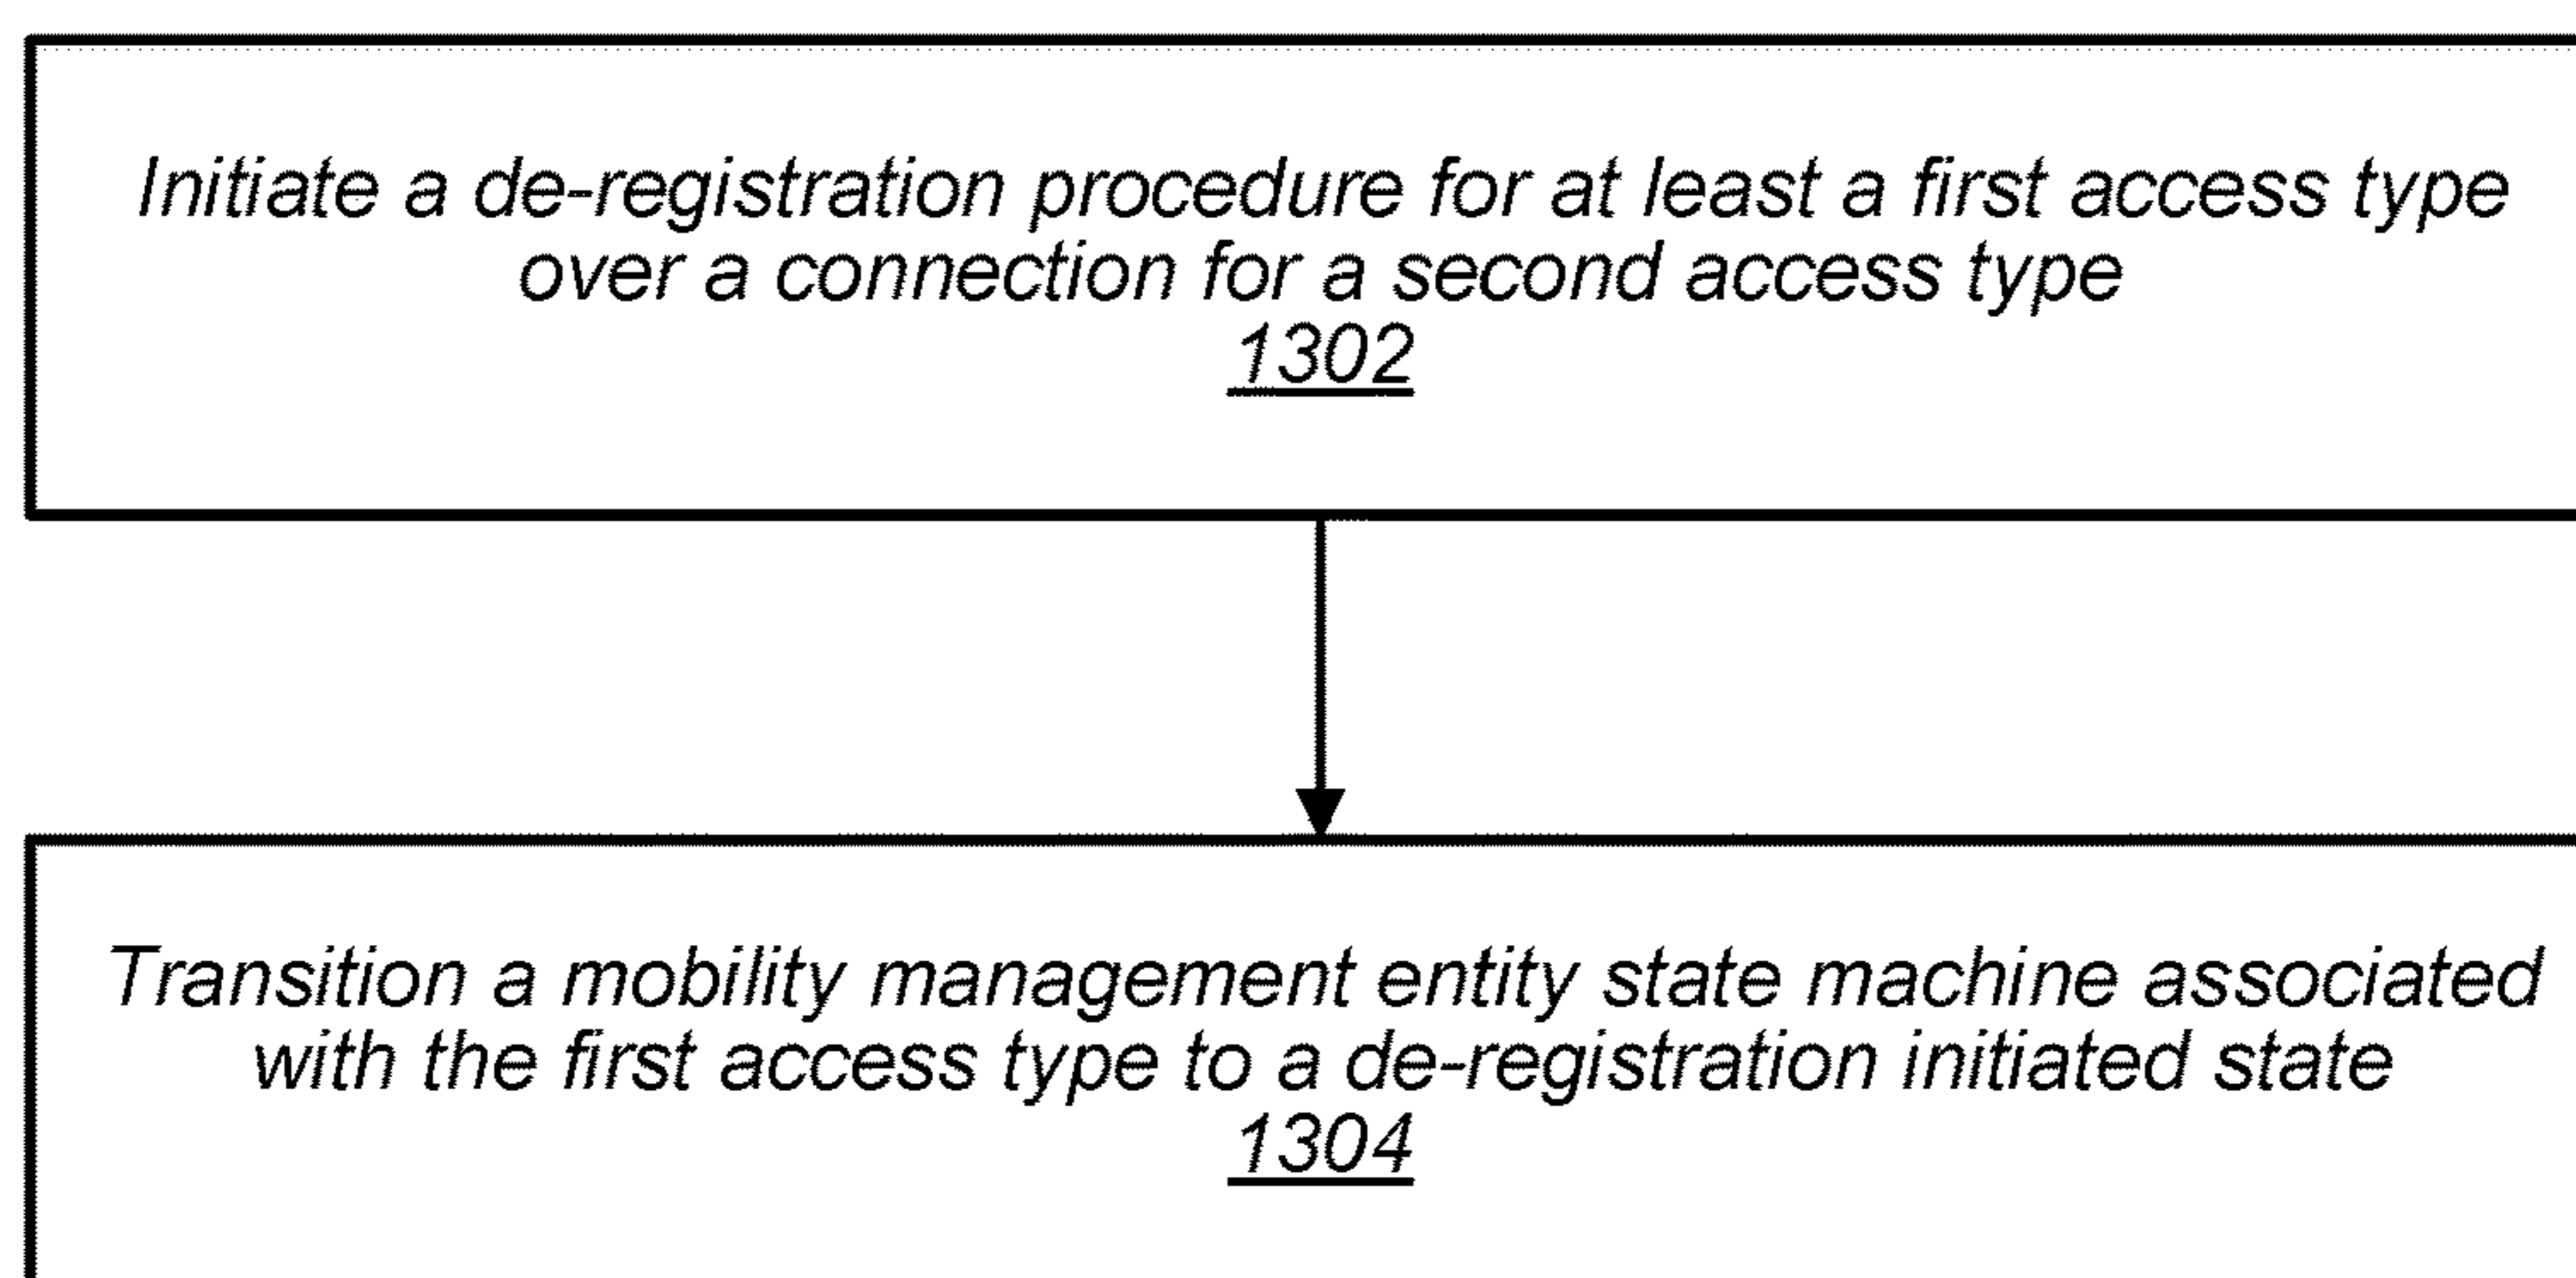 Initiate a de-registration procedure for at least a first access type
over a connection for a second access type
1302
Transition a mobility management entity state machine associated
with the first access type to a de-registration initiated state
1304